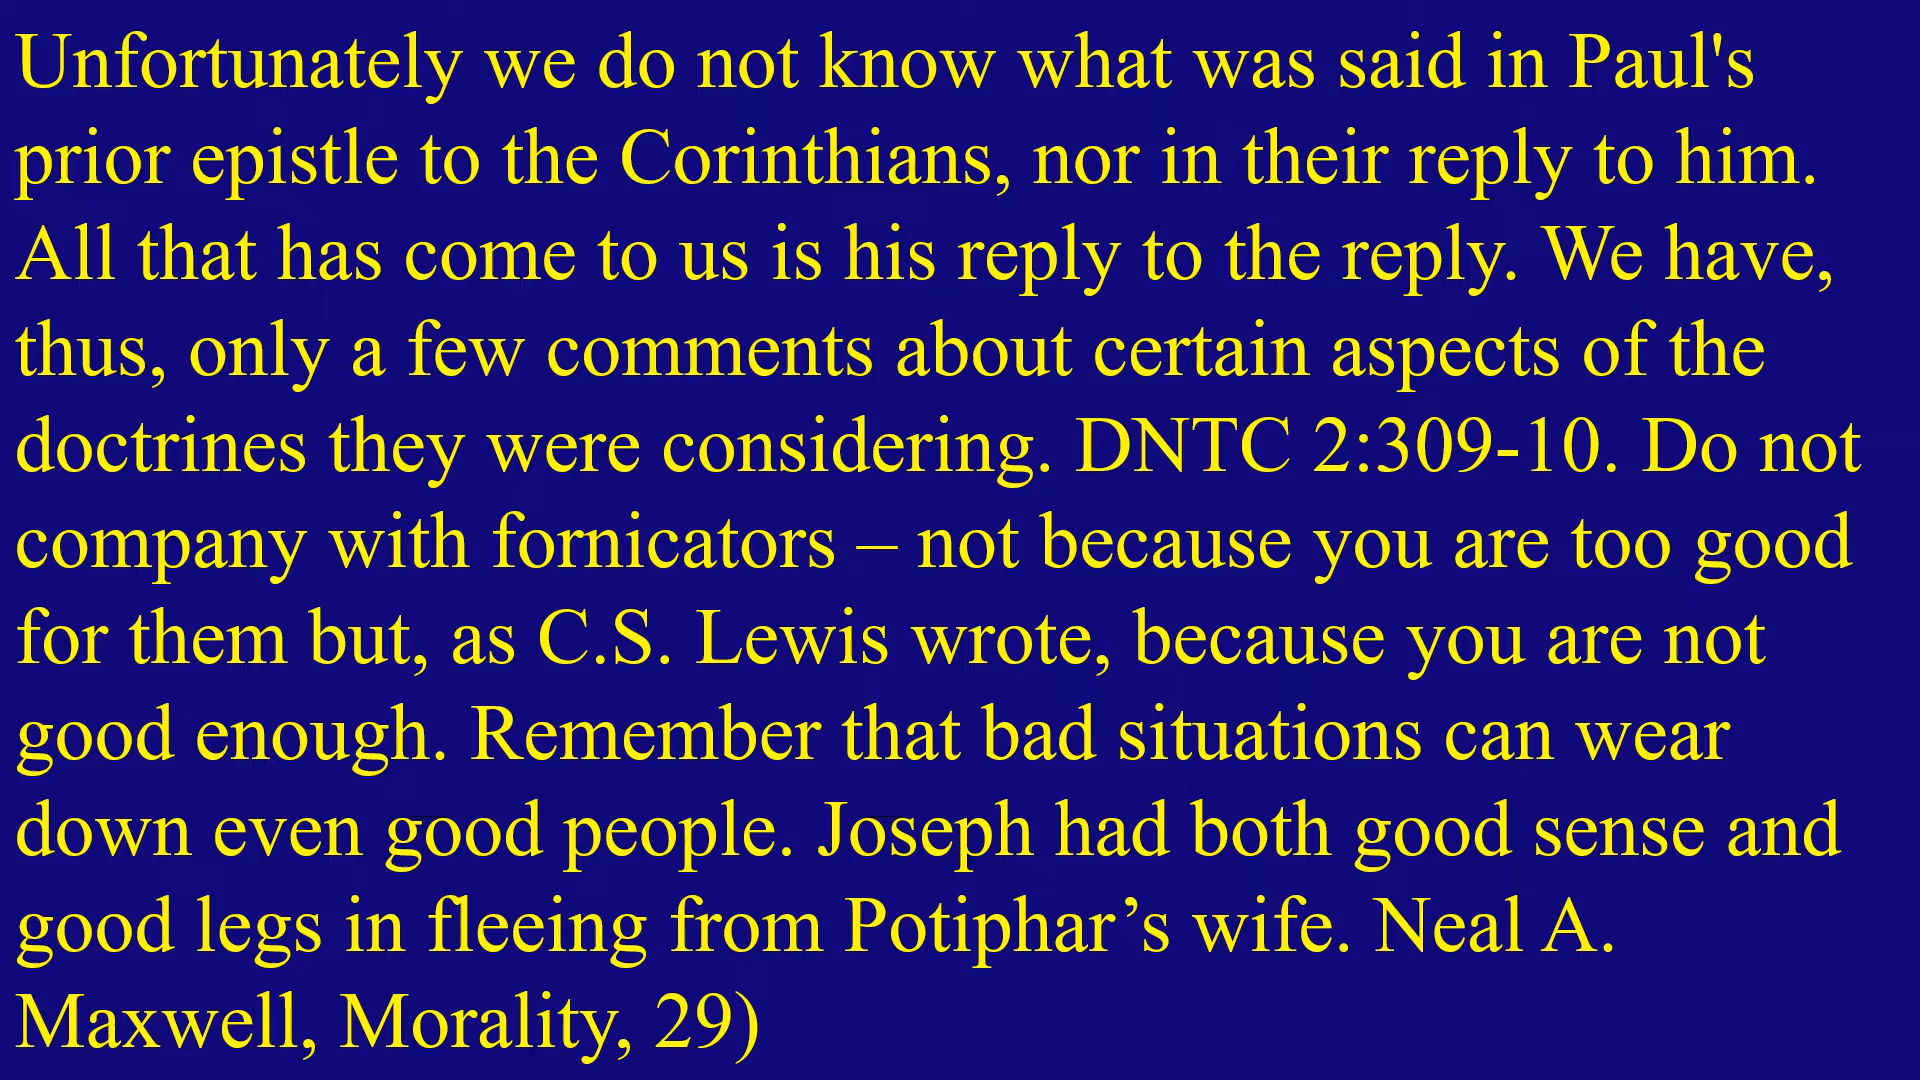 Unfortunately we do not know what was said in Paul's
prior epistle to the Corinthians, nor in their reply to him.
All that has come to us is his reply to the reply. We have,
thus, only a few comments about certain aspects of the
doctrines they were considering. DNTC 2:309-10. Do not
company with fornicators – not because you are too good
for them but, as C.S. Lewis wrote, because you are not
good enough. Remember that bad situations can wear
down even good people. Joseph had both good sense and
good legs in fleeing from Potiphar’s wife. Neal A.
Maxwell, Morality, 29)